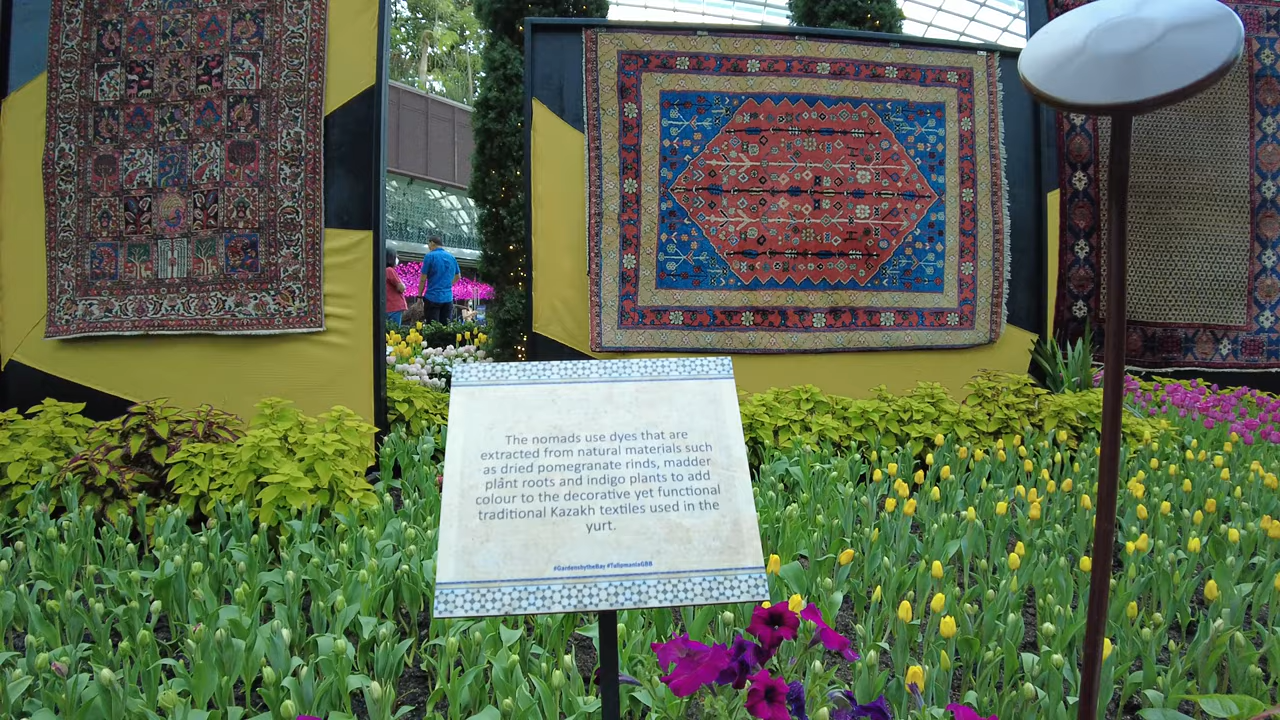 The nomads use dyes that are
extracted from natural materials such
as dried pomegranate rinds, madder
plant roots and indigo plants to add
colour to the decorative yet functional
traditional Kazakh textiles used in the
yurt.
#GardensbytheBay #TulipmaniaGBB